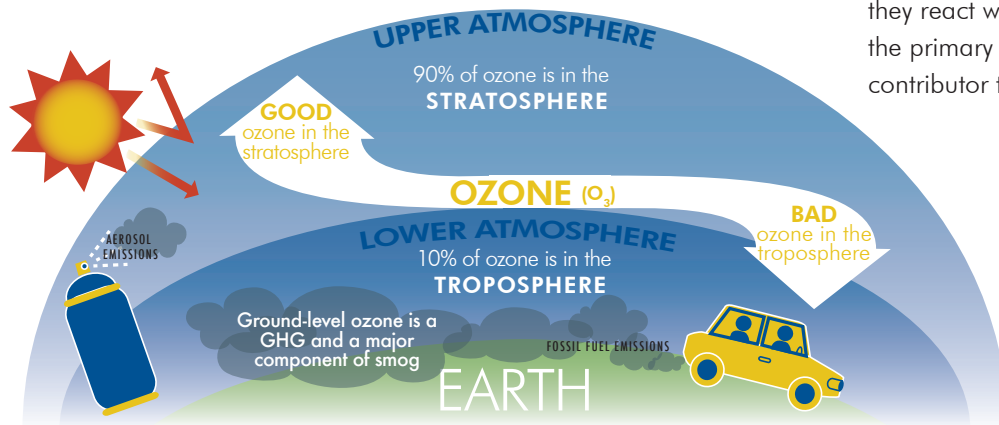 they react w
the primary
contributor t
UPPER ATMOSPHERE
90% of ozone is in the
STRATOSPHERE
GOOD
ozone in the
stratosphere
OZONE (O₃)
BAD
ozone in the
troposphere
LOWER ATMOSPHERE
10% of ozone is in the
TROPOSPHERE
AEROSOL
EMISSIONS
Ground-level ozone is a
GHG and a major
component of smog
FOSSIL FUEL EMISSIONS
EARTH